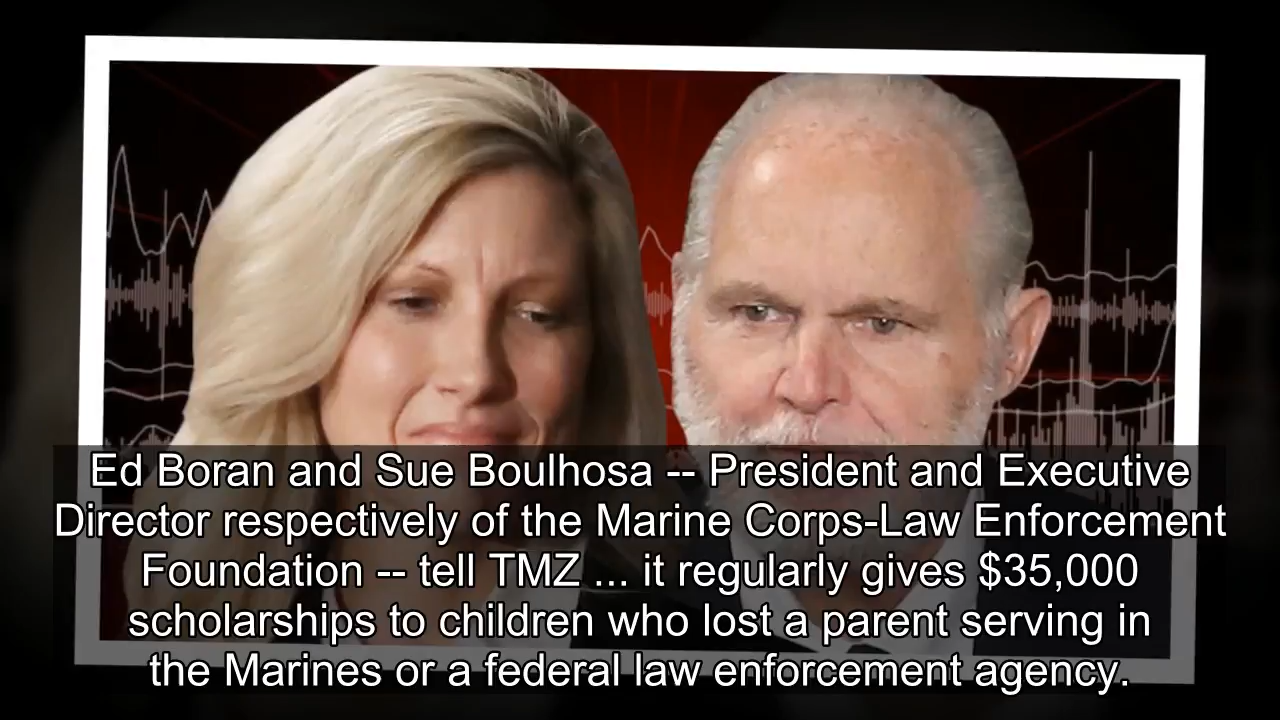 Ed Boran and Sue Boulhosa -- President and Executive
Director respectively of the Marine Corps-Law Enforcement
Foundation -- tell TMZ ... it regularly gives $35,000
scholarships to children who lost a parent serving in
the Marines or a federal law enforcement agency.